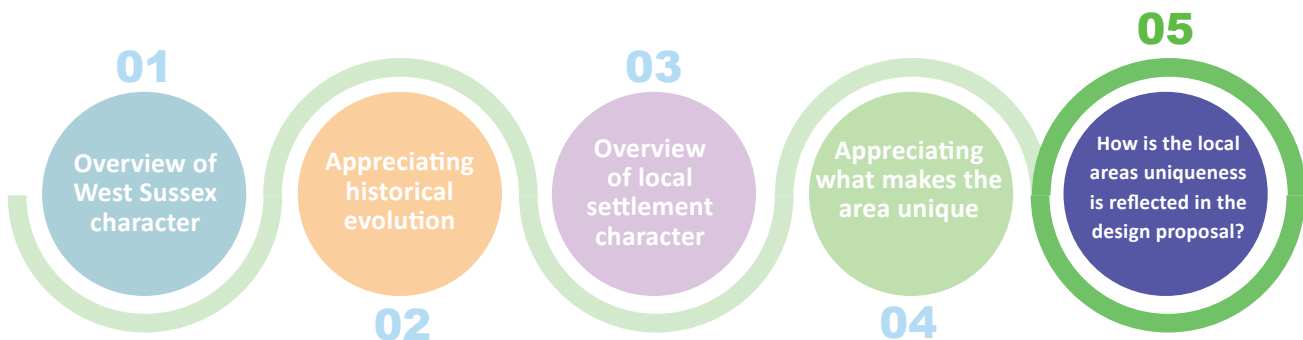 01
Overview of
West Sussex
character
02
Appreciating
historical
evolution
03
Overview
of local
settlement
character
04
Appreciating
what makes the
area unique
05
How is the local
areas uniqueness
is reflected in the
design proposal?